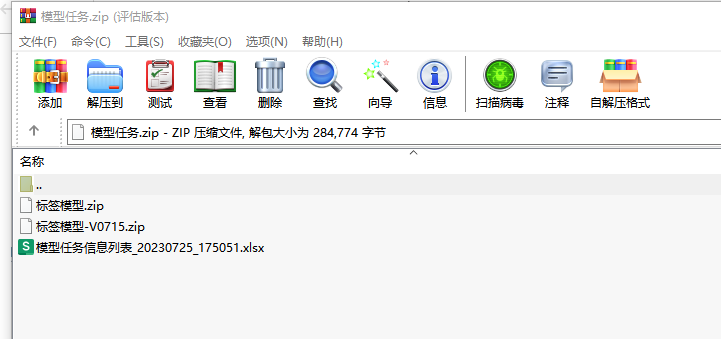 模型任务.zip (评估版本)
文件(F) 命令(C) 工具(S) 收藏夹(O) 选项(N) 帮助(H)
添加 解压到 测试 查看 删除 查找 向导 信息 扫描病毒 注释 自解压格式
模型任务.zip - ZIP 压缩文件, 解包大小为 284,774 字节
名称
..
标签模型.zip
标签模型-V0715.zip
模型任务信息列表_20230725_175051.xlsx